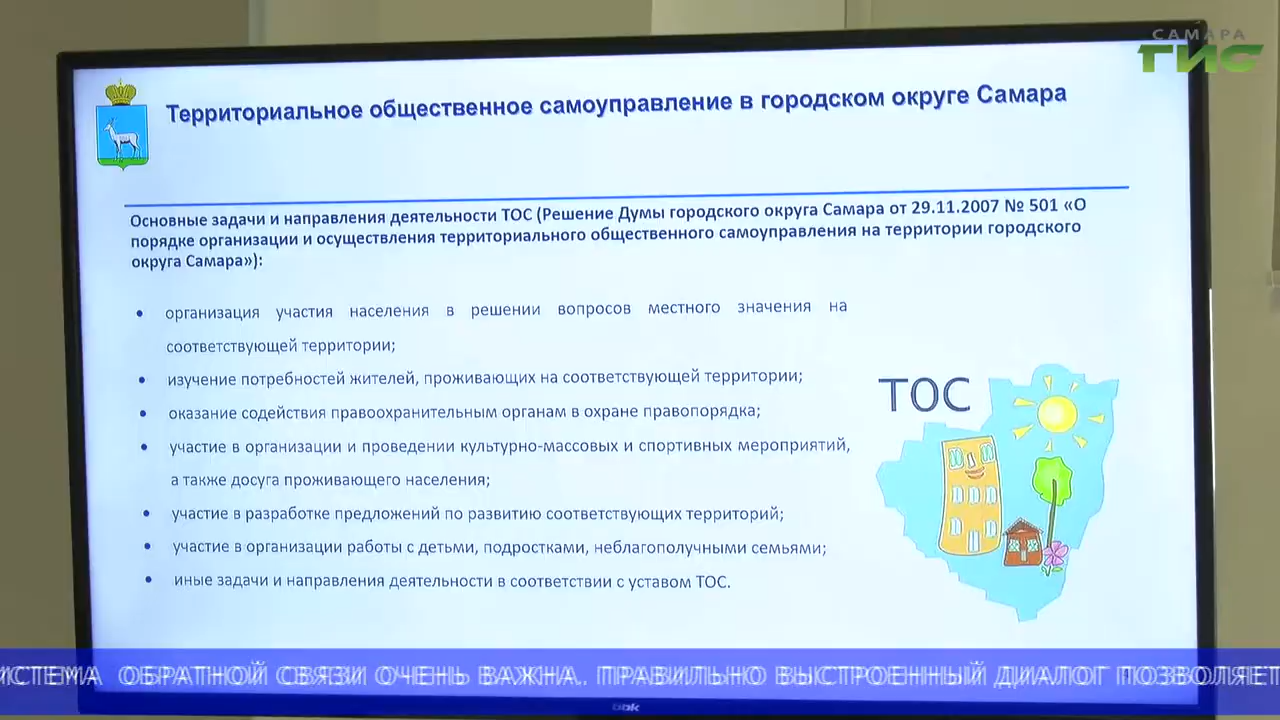 САМАРА
ГИС
Территориальное общественное самоуправление в городском округе Самара
Основные задачи и направления деятельности ТОС (Решение Думы городского округа Самара от 29.11.2007 № 501 «О
порядке организации и осуществления территориального общественного самоуправления на территории городского
округа Самара»):
• организация участия населения в решении вопросов местного значения на
соответствующей территории;
• изучение потребностей жителей, проживающих на соответствующей территории;
• оказание содействия правоохранительным органам в охране правопорядка;
• участие в организации и проведении культурно-массовых и спортивных мероприятий,
а также досуга проживающего населения;
• участие в разработке предложений по развитию соответствующих территорий;
• участие в организации работы с детьми, подростками, неблагополучными семьями;
• иные задачи и направления деятельности в соответствии с уставом ТОС.
ТОС
ИСТЕМА ОБРАТНОЙ СВЯЗИ ОЧЕНЬ ВАЖНА. ПРАВИЛЬНО ВЫСТРОЕННЫЙ ДИАЛОГ ПОЗВОЛЯЕТ
bbk